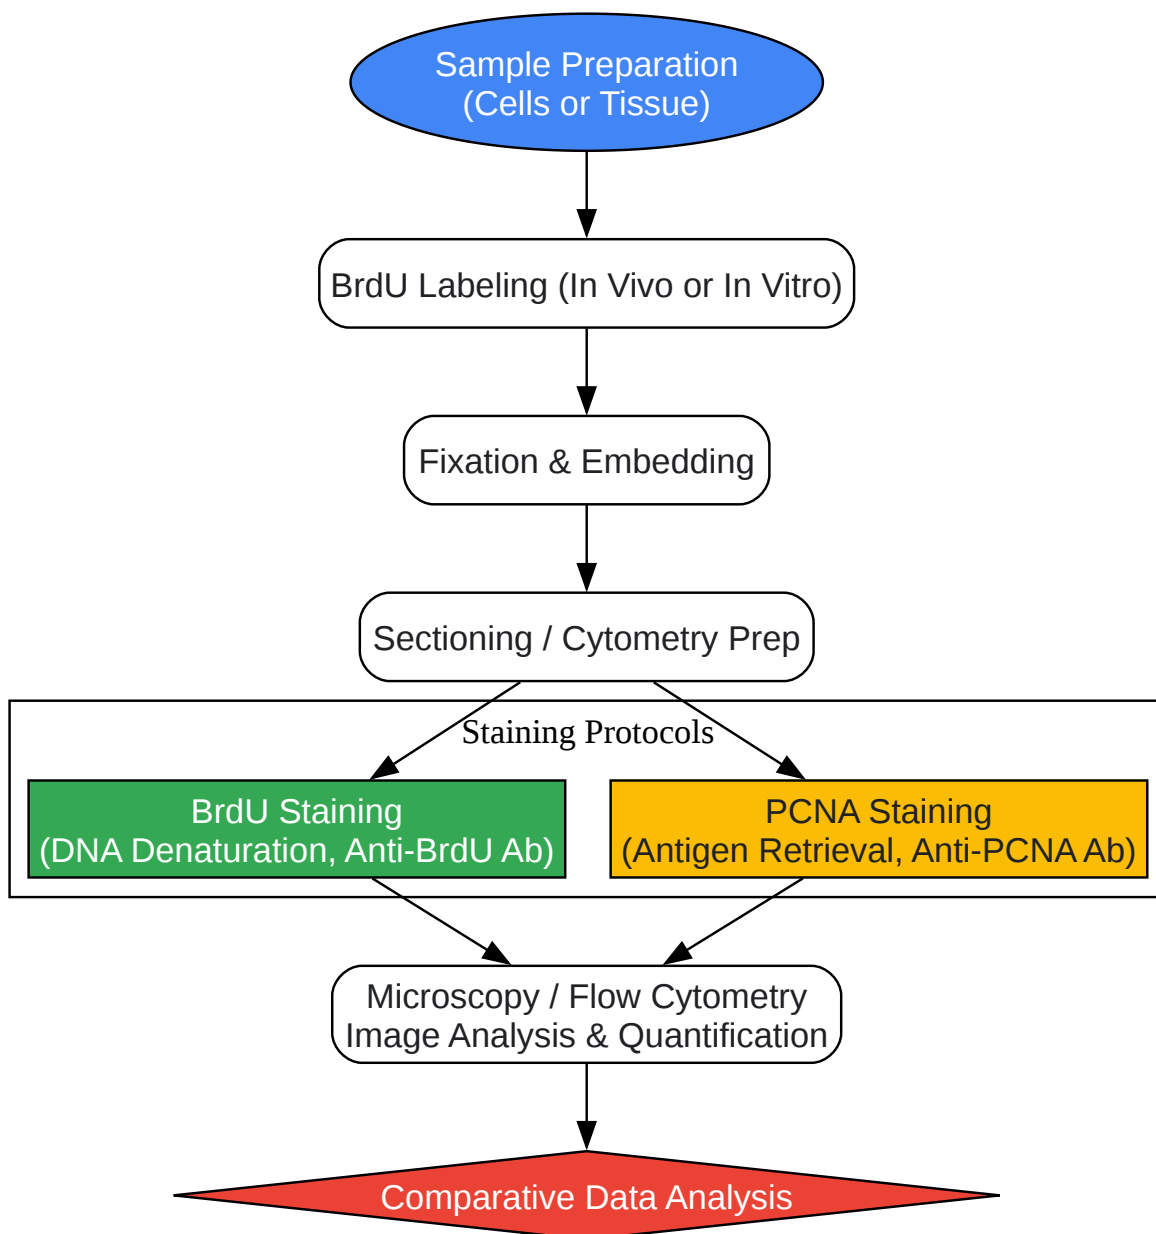 Sample Preparation
(Cells or Tissue)
BrdU Labeling (In Vivo or In Vitro)
Fixation & Embedding
Sectioning / Cytometry Prep
Staining Protocols
BrdU Staining
(DNA Denaturation, Anti-BrdU Ab)
PCNA Staining
(Antigen Retrieval, Anti-PCNA Ab)
Microscopy / Flow Cytometry
Image Analysis & Quantification
Comparative Data Analysis